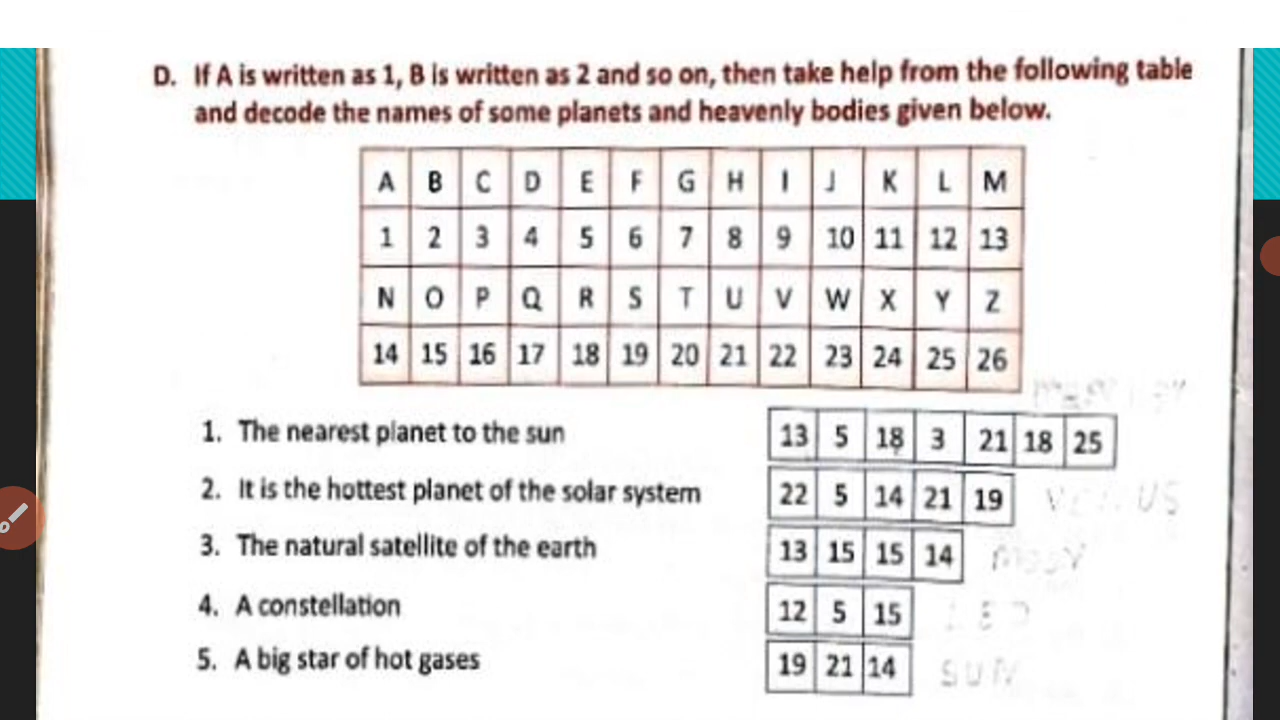 D. If A is written as 1, B is written as 2 and so on, then take help from the following table
and decode the names of some planets and heavenly bodies given below.
A B C D E F G H I J K L M
1 2 3 4 5 6 7 8 9 10 11 12 13
N O P Q R S T U V W X Y Z
14 15 16 17 18 19 20 21 22 23 24 25 26
1. The nearest planet to the sun 13 5 18 3 21 18 25
2. It is the hottest planet of the solar system 22 5 14 21 19
3. The natural satellite of the earth 13 15 15 14
4. A constellation 12 5 15
5. A big star of hot gases 19 21 14 SUN